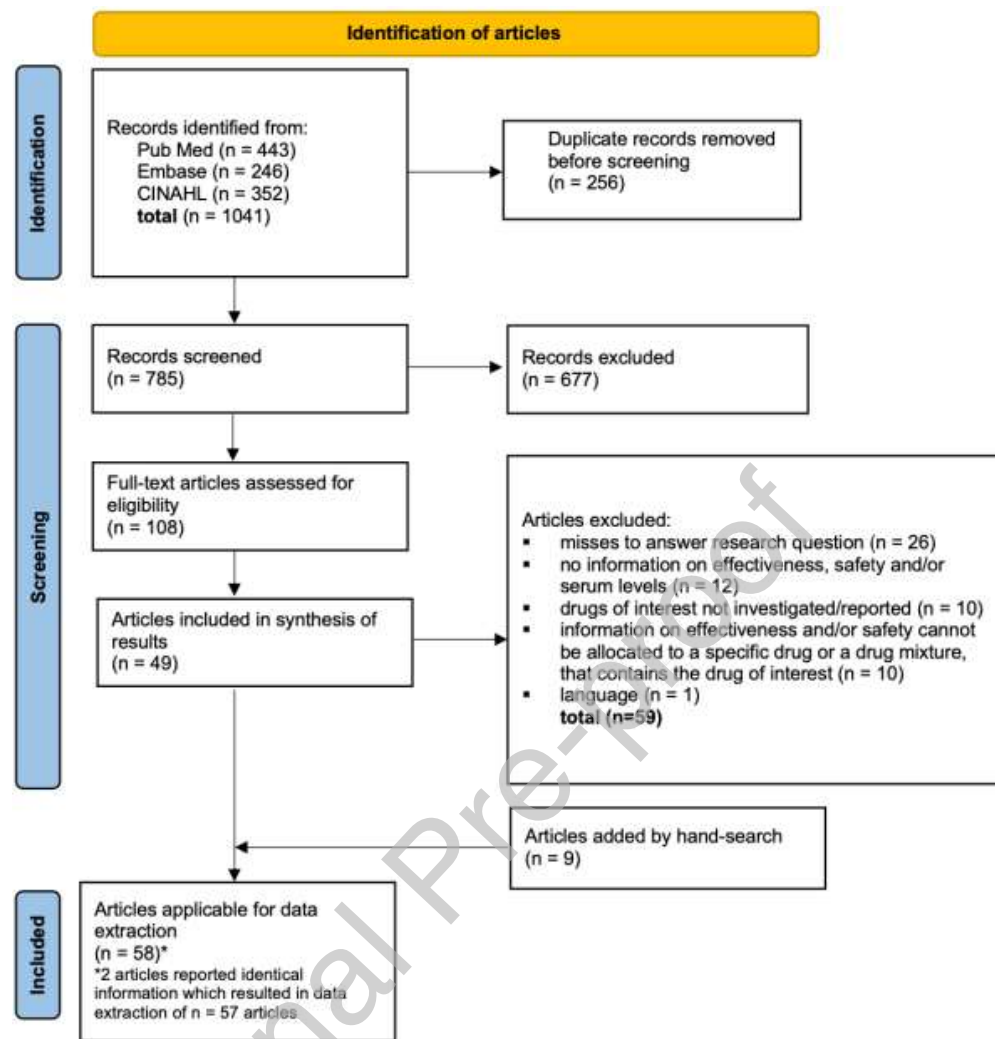 Identification of articles
Identification
Records identified from:
Pub Med (n = 443)
Embase (n = 246)
CINAHL (n = 352)
total (n = 1041)
Duplicate records removed
before screening
(n = 256)
Screening
Records screened
(n = 785)
Records excluded
(n = 677)
Full-text articles assessed for
eligibility
(n = 108)
Articles excluded:
▪ misses to answer research question (n = 26)
▪ no information on effectiveness, safety and/or
serum levels (n = 12)
▪ drugs of interest not investigated/reported (n = 10)
▪ information on effectiveness and/or safety cannot
be allocated to a specific drug or a drug mixture,
that contains the drug of interest (n = 10)
▪ language (n = 1)
total (n=59)
Articles included in synthesis of
results
(n = 49)
Articles added by hand-search
(n = 9)
Included
Articles applicable for data
extraction
(n = 58)*
*2 articles reported identical
information which resulted in data
extraction of n = 57 articles
nal Pre-proof